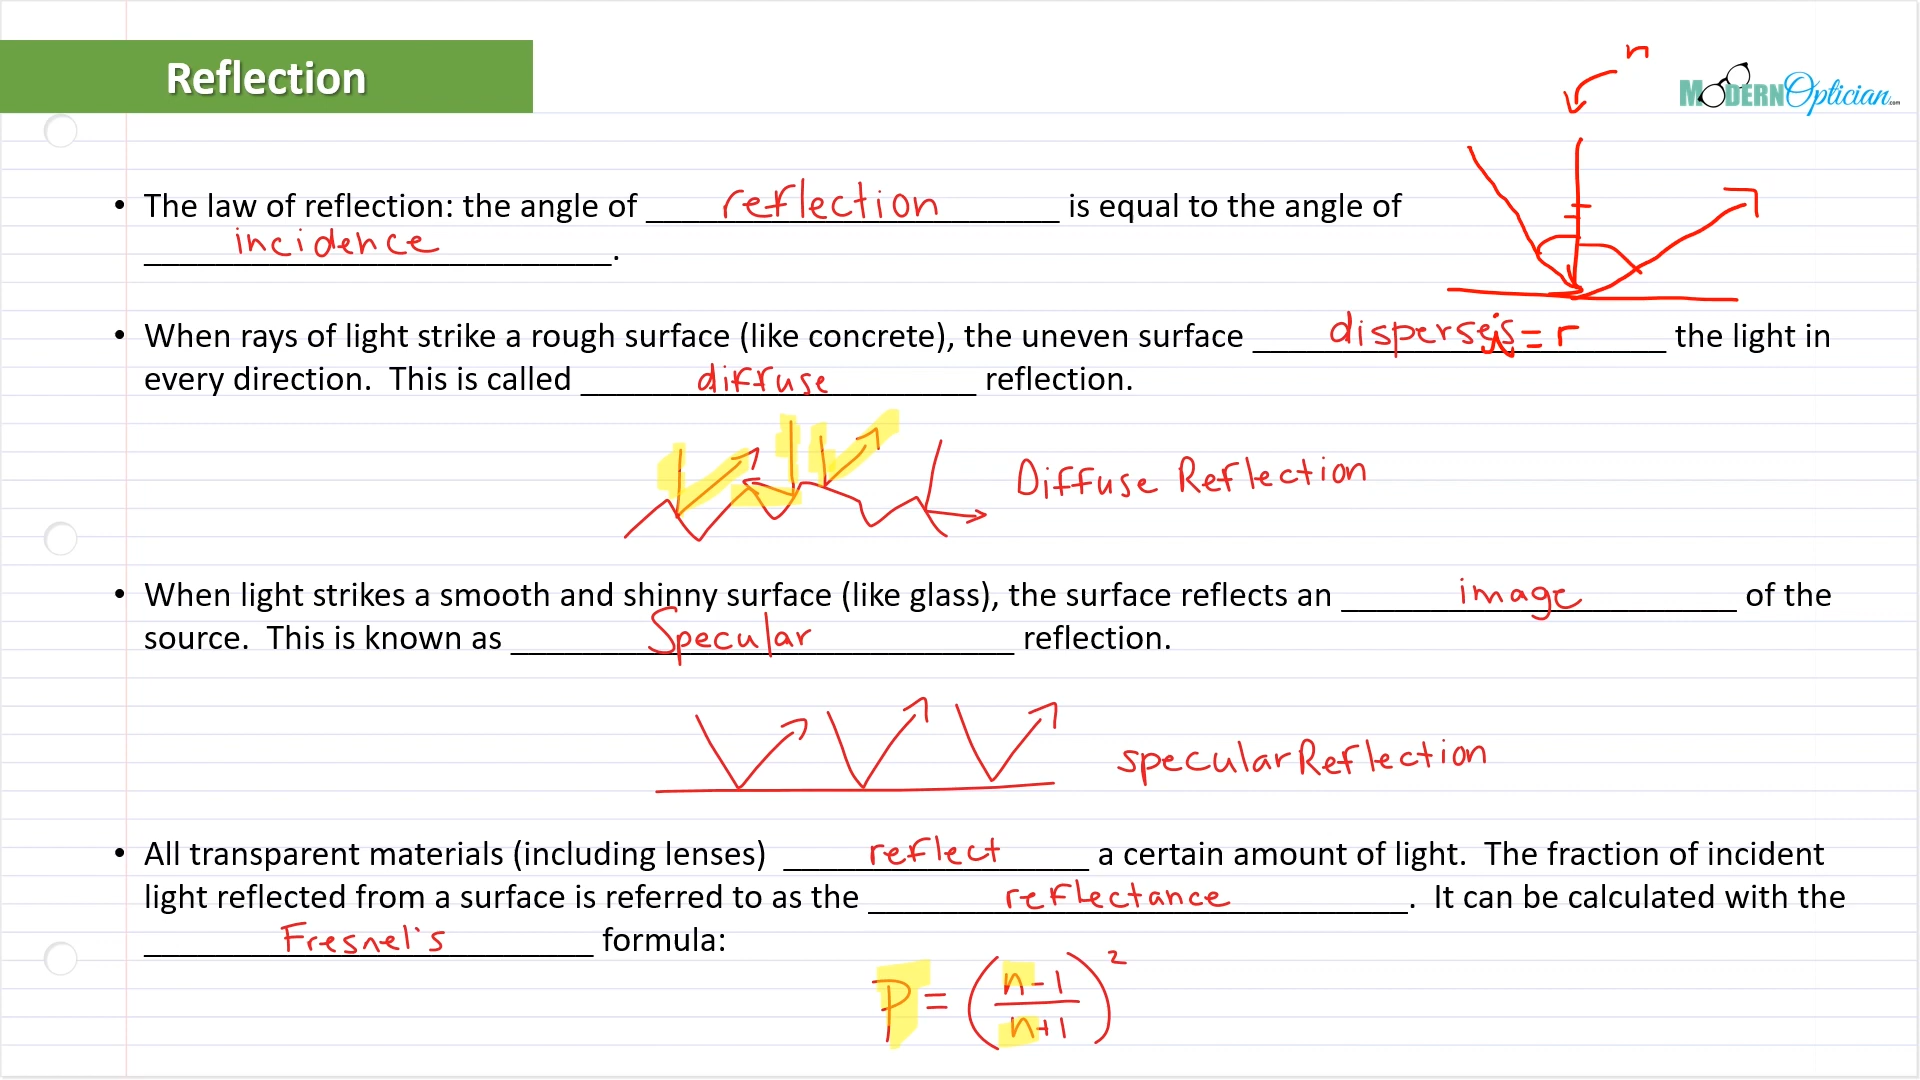 Reflection
n
MODERNOptician.com
• The law of reflection: the angle of reflection is equal to the angle of
incidence.
• When rays of light strike a rough surface (like concrete), the uneven surface disperses the light in
i = r
every direction. This is called diffuse reflection.
Diffuse Reflection
• When light strikes a smooth and shinny surface (like glass), the surface reflects an image of the
source. This is known as Specular reflection.
specular Reflection
• All transparent materials (including lenses) reflect a certain amount of light. The fraction of incident
light reflected from a surface is referred to as the reflectance. It can be calculated with the
Fresnel's formula:
p = (n-1/n+1)²